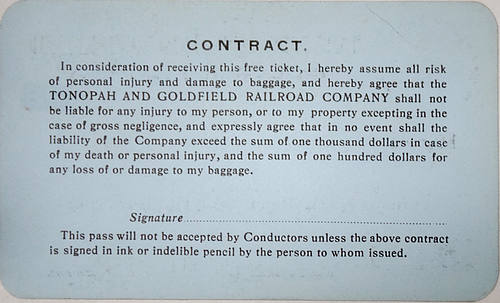 CONTRACT.
In consideration of receiving this free ticket, I hereby assume all risk
of personal injury and damage to baggage, and hereby agree that the
TONOPAH AND GOLDFIELD RAILROAD COMPANY shall not
be liable for any injury to my person, or to my property excepting in the
case of gross negligence, and expressly agree that in no event shall the
liability of the Company exceed the sum of one thousand dollars in case
of my death or personal injury, and the sum of one hundred dollars for
any loss of or damage to my baggage.
Signature
This pass will not be accepted by Conductors unless the above contract
is signed in ink or indelible pencil by the person to whom issued.